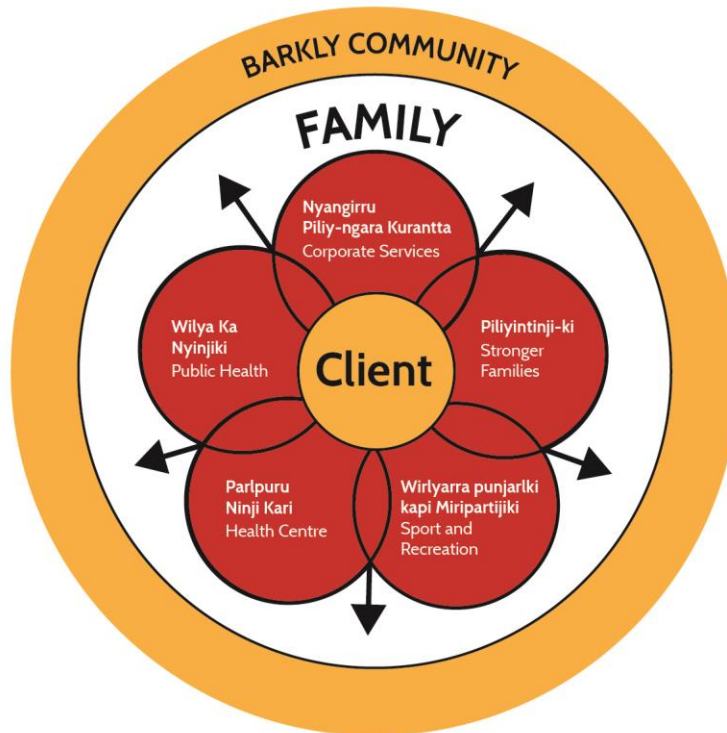 BARKLY COMMUNITY
FAMILY
Nyangirru
Piliy-ngara Kurantta
Corporate Services
Wilya Ka
Nyinjiki
Public Health
Piliyintinji-ki
Stronger
Families
Client
Parlpuru
Ninji Kari
Health Centre
Wirlyarra punjarlki
kapi Miripartijiki
Sport and
Recreation